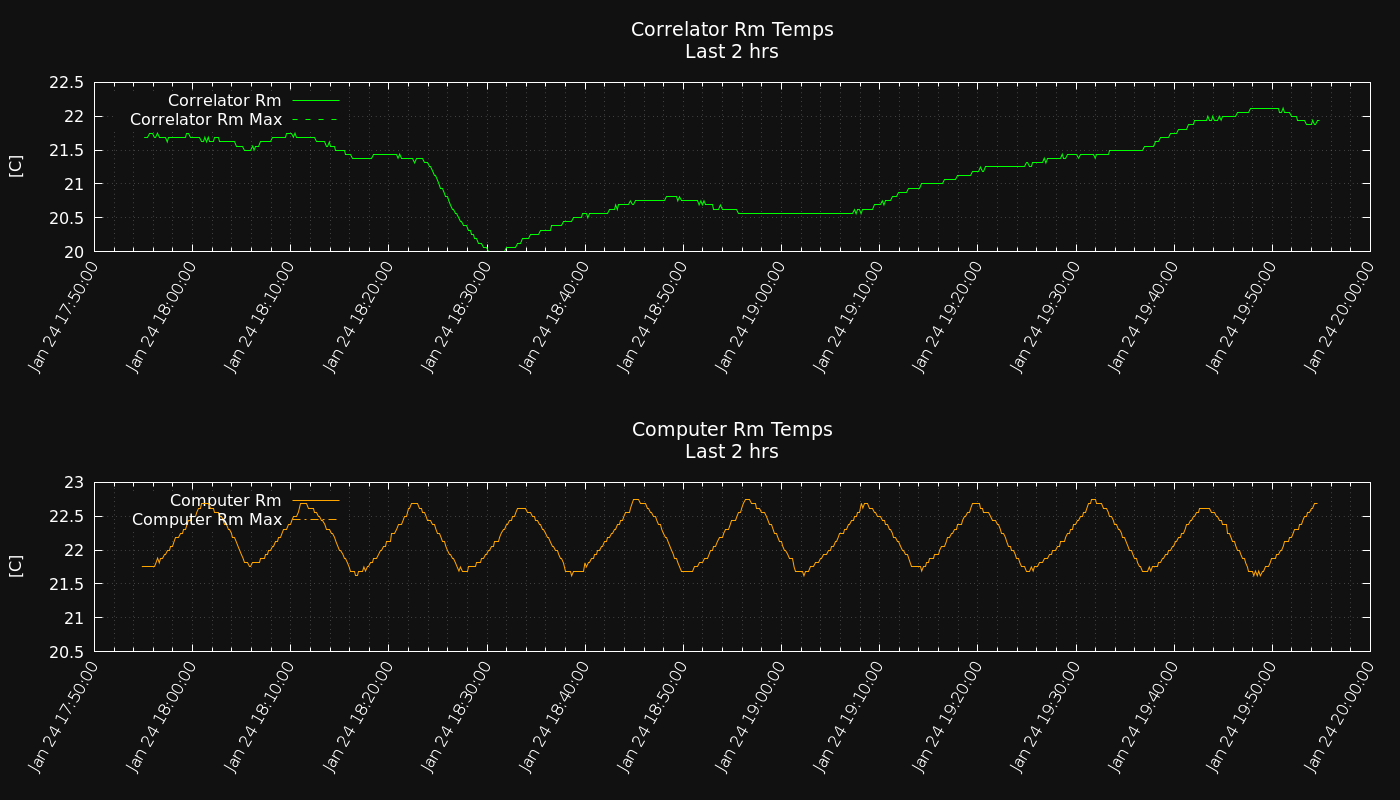 Correlator Rm Temps
Last 2 hrs
22.5
22
21.5
21
20.5
20
[C]
Correlator Rm
Correlator Rm Max
Jan 24 17:50:00
Jan 24 18:00:00
Jan 24 18:10:00
Jan 24 18:20:00
Jan 24 18:30:00
Jan 24 18:40:00
Jan 24 18:50:00
Jan 24 19:00:00
Jan 24 19:10:00
Jan 24 19:20:00
Jan 24 19:30:00
Jan 24 19:40:00
Jan 24 19:50:00
Jan 24 20:00:00
Computer Rm Temps
Last 2 hrs
23
22.5
22
21.5
21
20.5
[C]
Computer Rm
Computer Rm Max
Jan 24 17:50:00
Jan 24 18:00:00
Jan 24 18:10:00
Jan 24 18:20:00
Jan 24 18:30:00
Jan 24 18:40:00
Jan 24 18:50:00
Jan 24 19:00:00
Jan 24 19:10:00
Jan 24 19:20:00
Jan 24 19:30:00
Jan 24 19:40:00
Jan 24 19:50:00
Jan 24 20:00:00